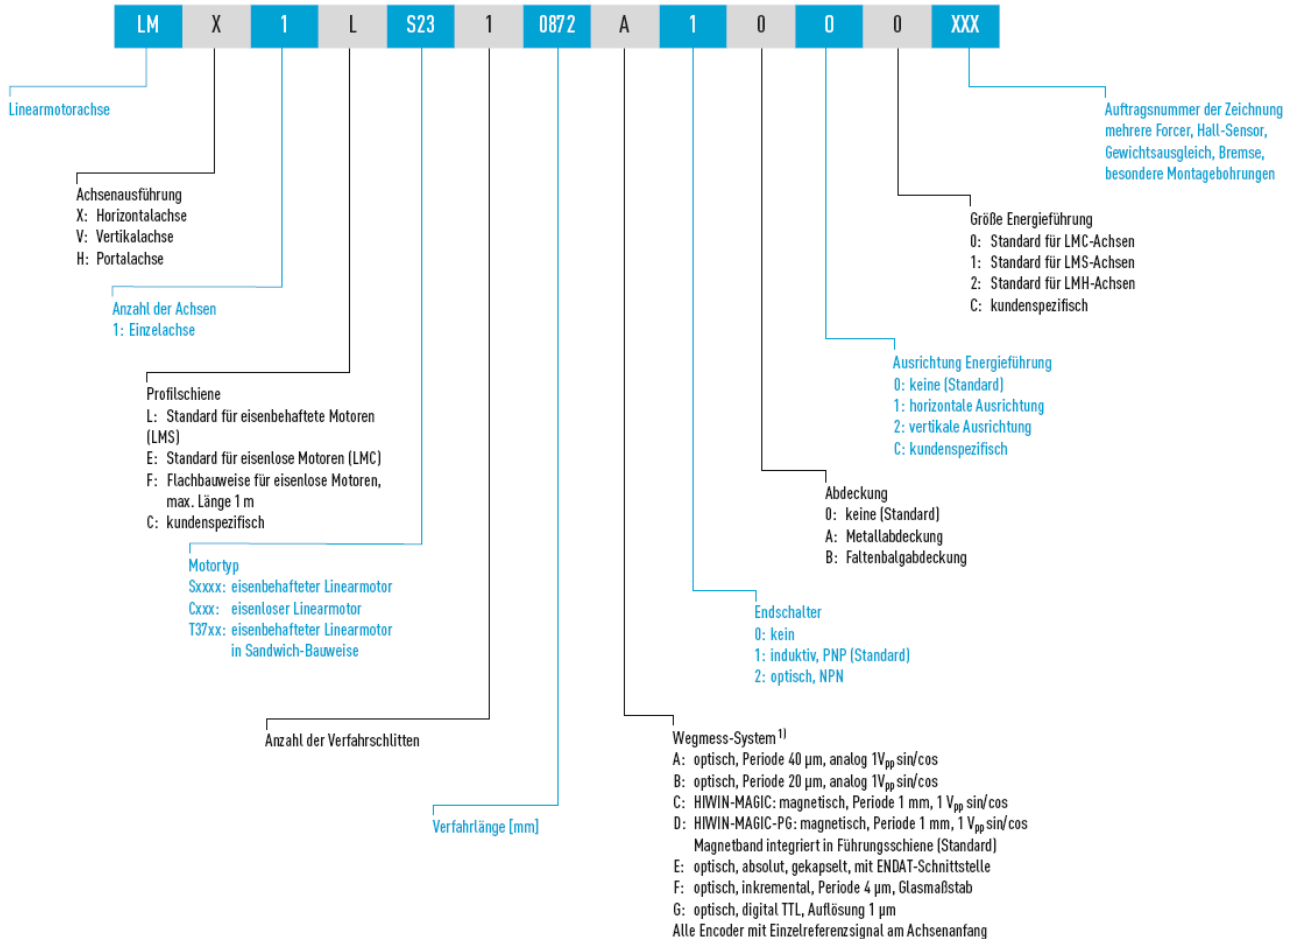 LM X 1 L S23 1 0872 A 1 0 0 0 XXX
Linearmotorachse
Auftragsnummer der Zeichnung
mehrere Forcer, Hall-Sensor,
Gewichtsausgleich, Bremse,
besondere Montagebohrungen
Achsenausführung
X: Horizontalachse
V: Vertikalachse
H: Portalachse
Größe Energieführung
0: Standard für LMC-Achsen
1: Standard für LMS-Achsen
2: Standard für LMH-Achsen
C: kundenspezifisch
Anzahl der Achsen
1: Einzelachse
Ausrichtung Energieführung
0: keine (Standard)
1: horizontale Ausrichtung
2: vertikale Ausrichtung
C: kundenspezifisch
Profilschiene
L: Standard für eisenbehaftete Motoren
(LMS)
E: Standard für eisenlose Motoren (LMC)
F: Flachbauweise für eisenlose Motoren,
max. Länge 1 m
C: kundenspezifisch
Abdeckung
0: keine (Standard)
A: Metallabdeckung
B: Faltenbalgabdeckung
Motortyp
Sxxxx: eisenbehafteter Linearmotor
Cxxx: eisenloser Linearmotor
T37xx: eisenbehafteter Linearmotor
in Sandwich-Bauweise
Endschalter
0: kein
1: induktiv, PNP (Standard)
2: optisch, NPN
Anzahl der Verfahrschlitten
Wegmess-System 1)
A: optisch, Periode 40 µm, analog 1Vpp sin/cos
B: optisch, Periode 20 µm, analog 1Vpp sin/cos
C: HIWIN-MAGIC: magnetisch, Periode 1 mm, 1 Vpp sin/cos
D: HIWIN-MAGIC-PG: magnetisch, Periode 1 mm, 1 Vpp sin/cos
Magnetband integriert in Führungsschiene (Standard)
E: optisch, absolut, gekapselt, mit ENDAT-Schnittstelle
F: optisch, inkremental, Periode 4 µm, Glasmaßstab
G: optisch, digital TTL, Auflösung 1 µm
Alle Encoder mit Einzelreferenzsignal am Achsenanfang
Verfahrlänge [mm]